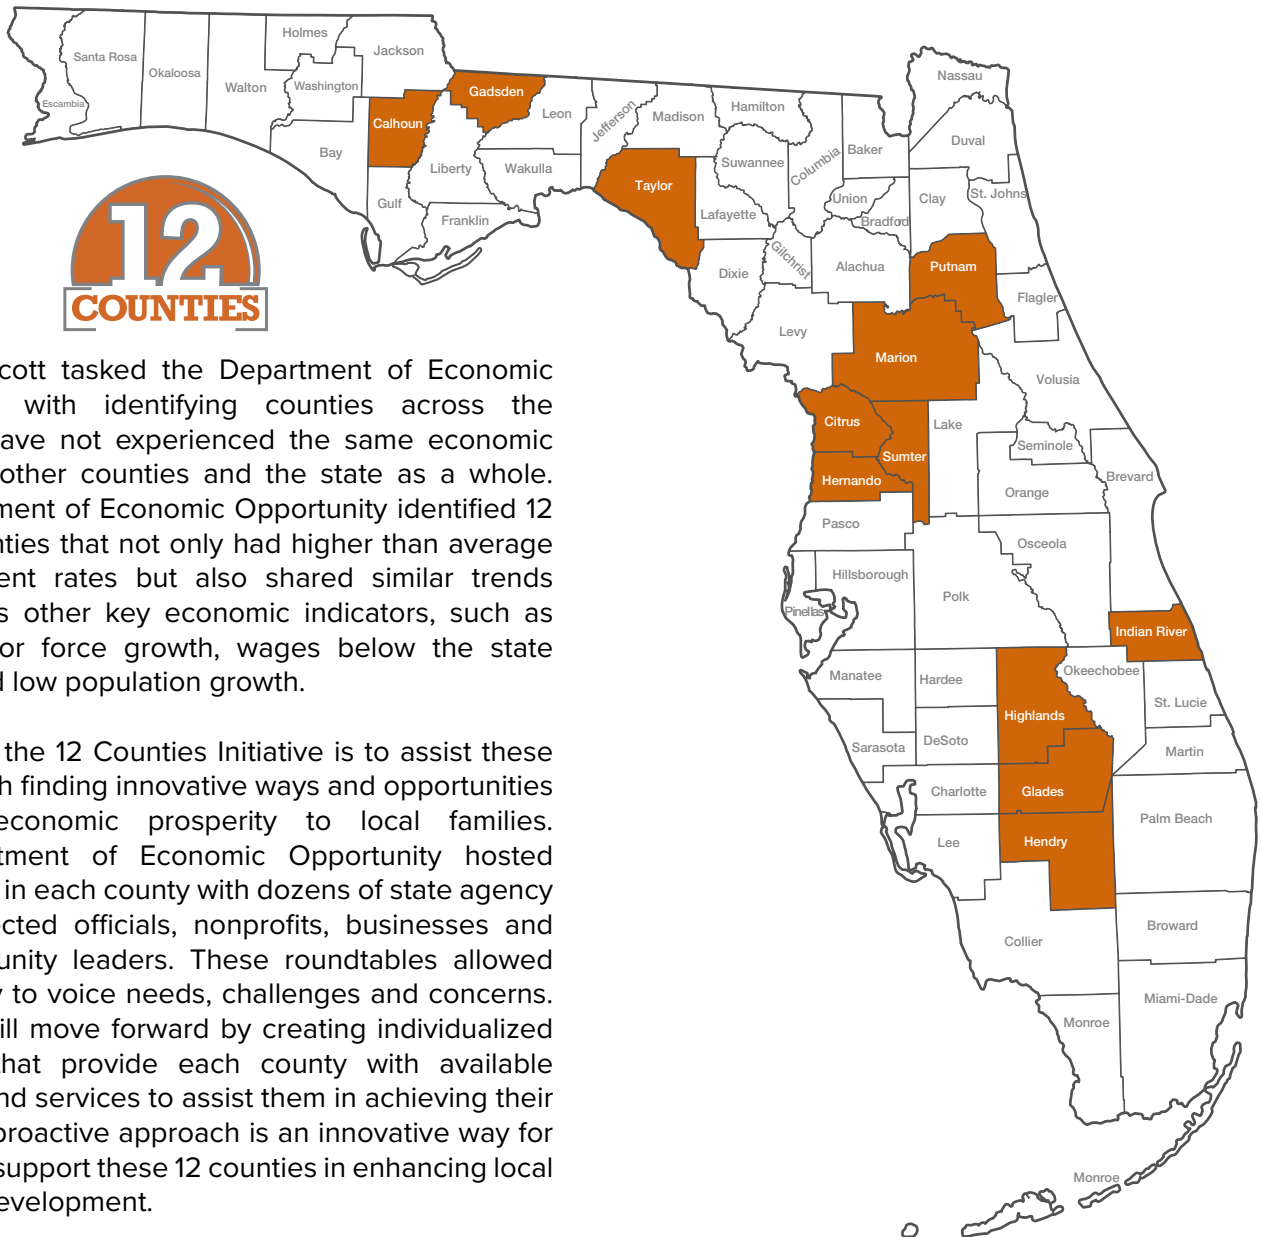 Holmes
Jackson
Santa Rosa
Okaloosa
Walton
Washington
Escambia
Calhoun
Gadsden
Bay
Leon
Jefferson
Madison
Hamilton
Nassau
Liberty
Wakulla
Taylor
Suwannee
Columbia
Baker
Duval
Gulf
Franklin
Lafayette
Union
Bradford
Clay
St. Johns
Dixie
Gilchrist
Alachua
Putnam
Flagler
Levy
Marion
Volusia
Citrus
Sumter
Lake
Seminole
Hernando
Orange
Brevard
Pasco
Osceola
Hillsborough
Polk
Pinellas
Indian River
Manatee
Hardee
Okeechobee
Highlands
St. Lucie
Sarasota
DeSoto
Martin
Charlotte
Glades
Palm Beach
Lee
Hendry
Collier
Broward
Miami-Dade
Monroe
Monroe
12
COUNTIES
cott tasked the Department of Economic
with identifying counties across the
ave not experienced the same economic
other counties and the state as a whole.
ment of Economic Opportunity identified 12
nties that not only had higher than average
ent rates but also shared similar trends
s other key economic indicators, such as
or force growth, wages below the state
d low population growth.
the 12 Counties Initiative is to assist these
h finding innovative ways and opportunities
economic prosperity to local families.
tment of Economic Opportunity hosted
in each county with dozens of state agency
cted officials, nonprofits, businesses and
unity leaders. These roundtables allowed
y to voice needs, challenges and concerns.
ill move forward by creating individualized
hat provide each county with available
nd services to assist them in achieving their
proactive approach is an innovative way for
support these 12 counties in enhancing local
evelopment.